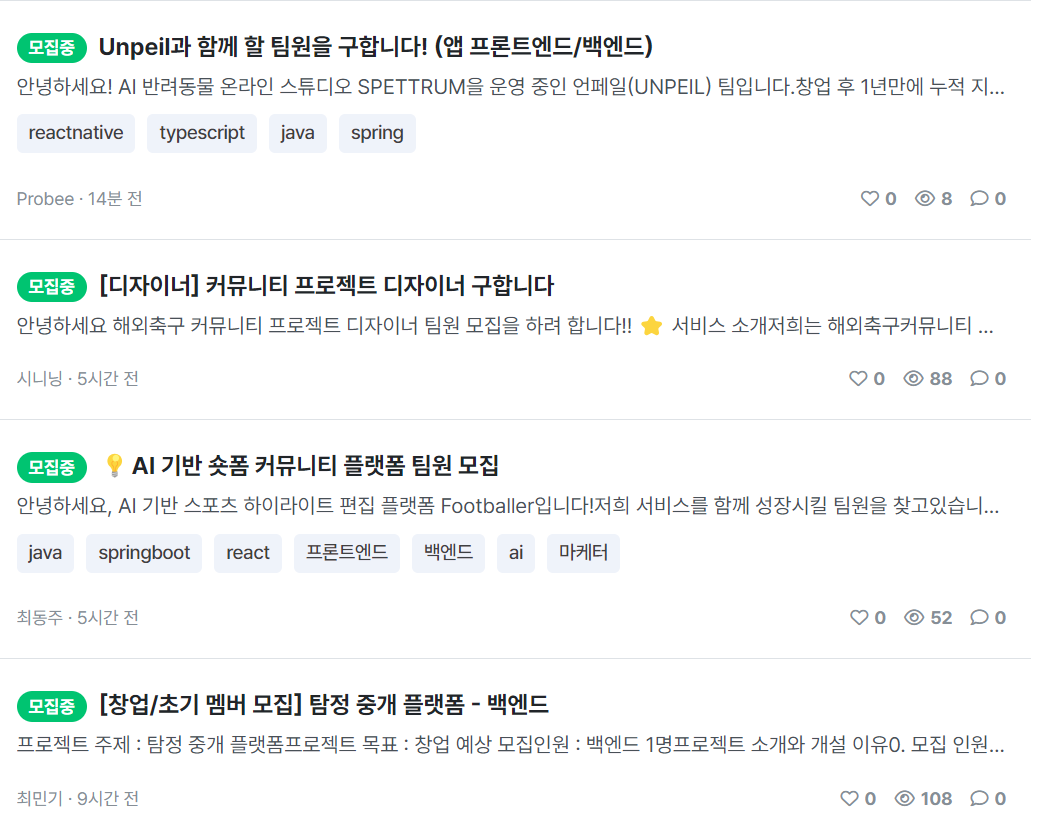 모집중 Unpeil과 함께 할 팀원을 구합니다! (앱 프론트엔드/백엔드)
안녕하세요! AI 반려동물 온라인 스튜디오 SPETTRUM을 운영 중인 언페일(UNPEIL) 팀입니다.창업 후 1년만에 누적 지...
reactnative typescript java spring
Probee · 14분 전 0 8 0
모집중 [디자이너] 커뮤니티 프로젝트 디자이너 구합니다
안녕하세요 해외축구 커뮤니티 프로젝트 디자이너 팀원 모집을 하려 합니다!! ⭐ 서비스 소개저희는 해외축구커뮤니티 ...
시니닝 · 5시간 전 0 88 0
모집중 💡 AI 기반 숏폼 커뮤니티 플랫폼 팀원 모집
안녕하세요, AI 기반 스포츠 하이라이트 편집 플랫폼 Footballer입니다!저희 서비스를 함께 성장시킬 팀원을 찾고있습니...
java springboot react 프론트엔드 백엔드 ai 마케터
최동주 · 5시간 전 0 52 0
모집중 [창업/초기 멤버 모집] 탐정 중개 플랫폼 - 백엔드
프로젝트 주제 : 탐정 중개 플랫폼프로젝트 목표 : 창업 예상 모집인원 : 백엔드 1명프로젝트 소개와 개설 이유0. 모집 인원...
최민기 · 9시간 전 0 108 0